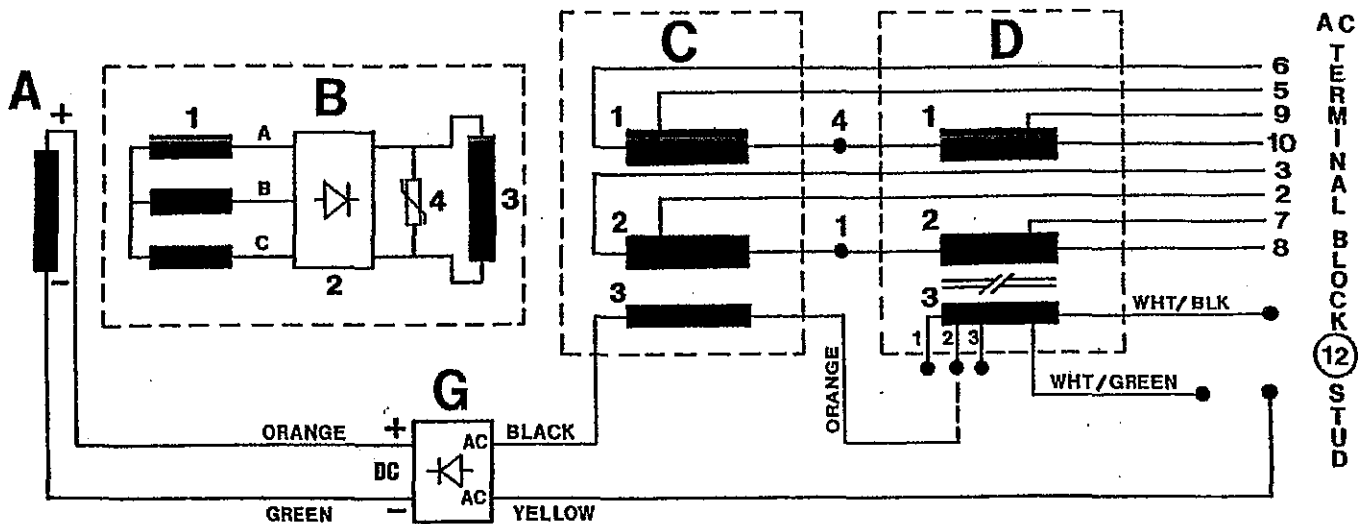 A
+
−
B
1
A
B
C
2
4
3
C
1
2
3
4
1
D
1
2
3
1 2 3
6
5
9
10
3
2
7
8
WHT/BLK
WHT/GREEN
ORANGE
G
ORANGE
+
AC
BLACK
DC
AC
GREEN
−
YELLOW
AC TERMINAL BLOCK 12 STUD